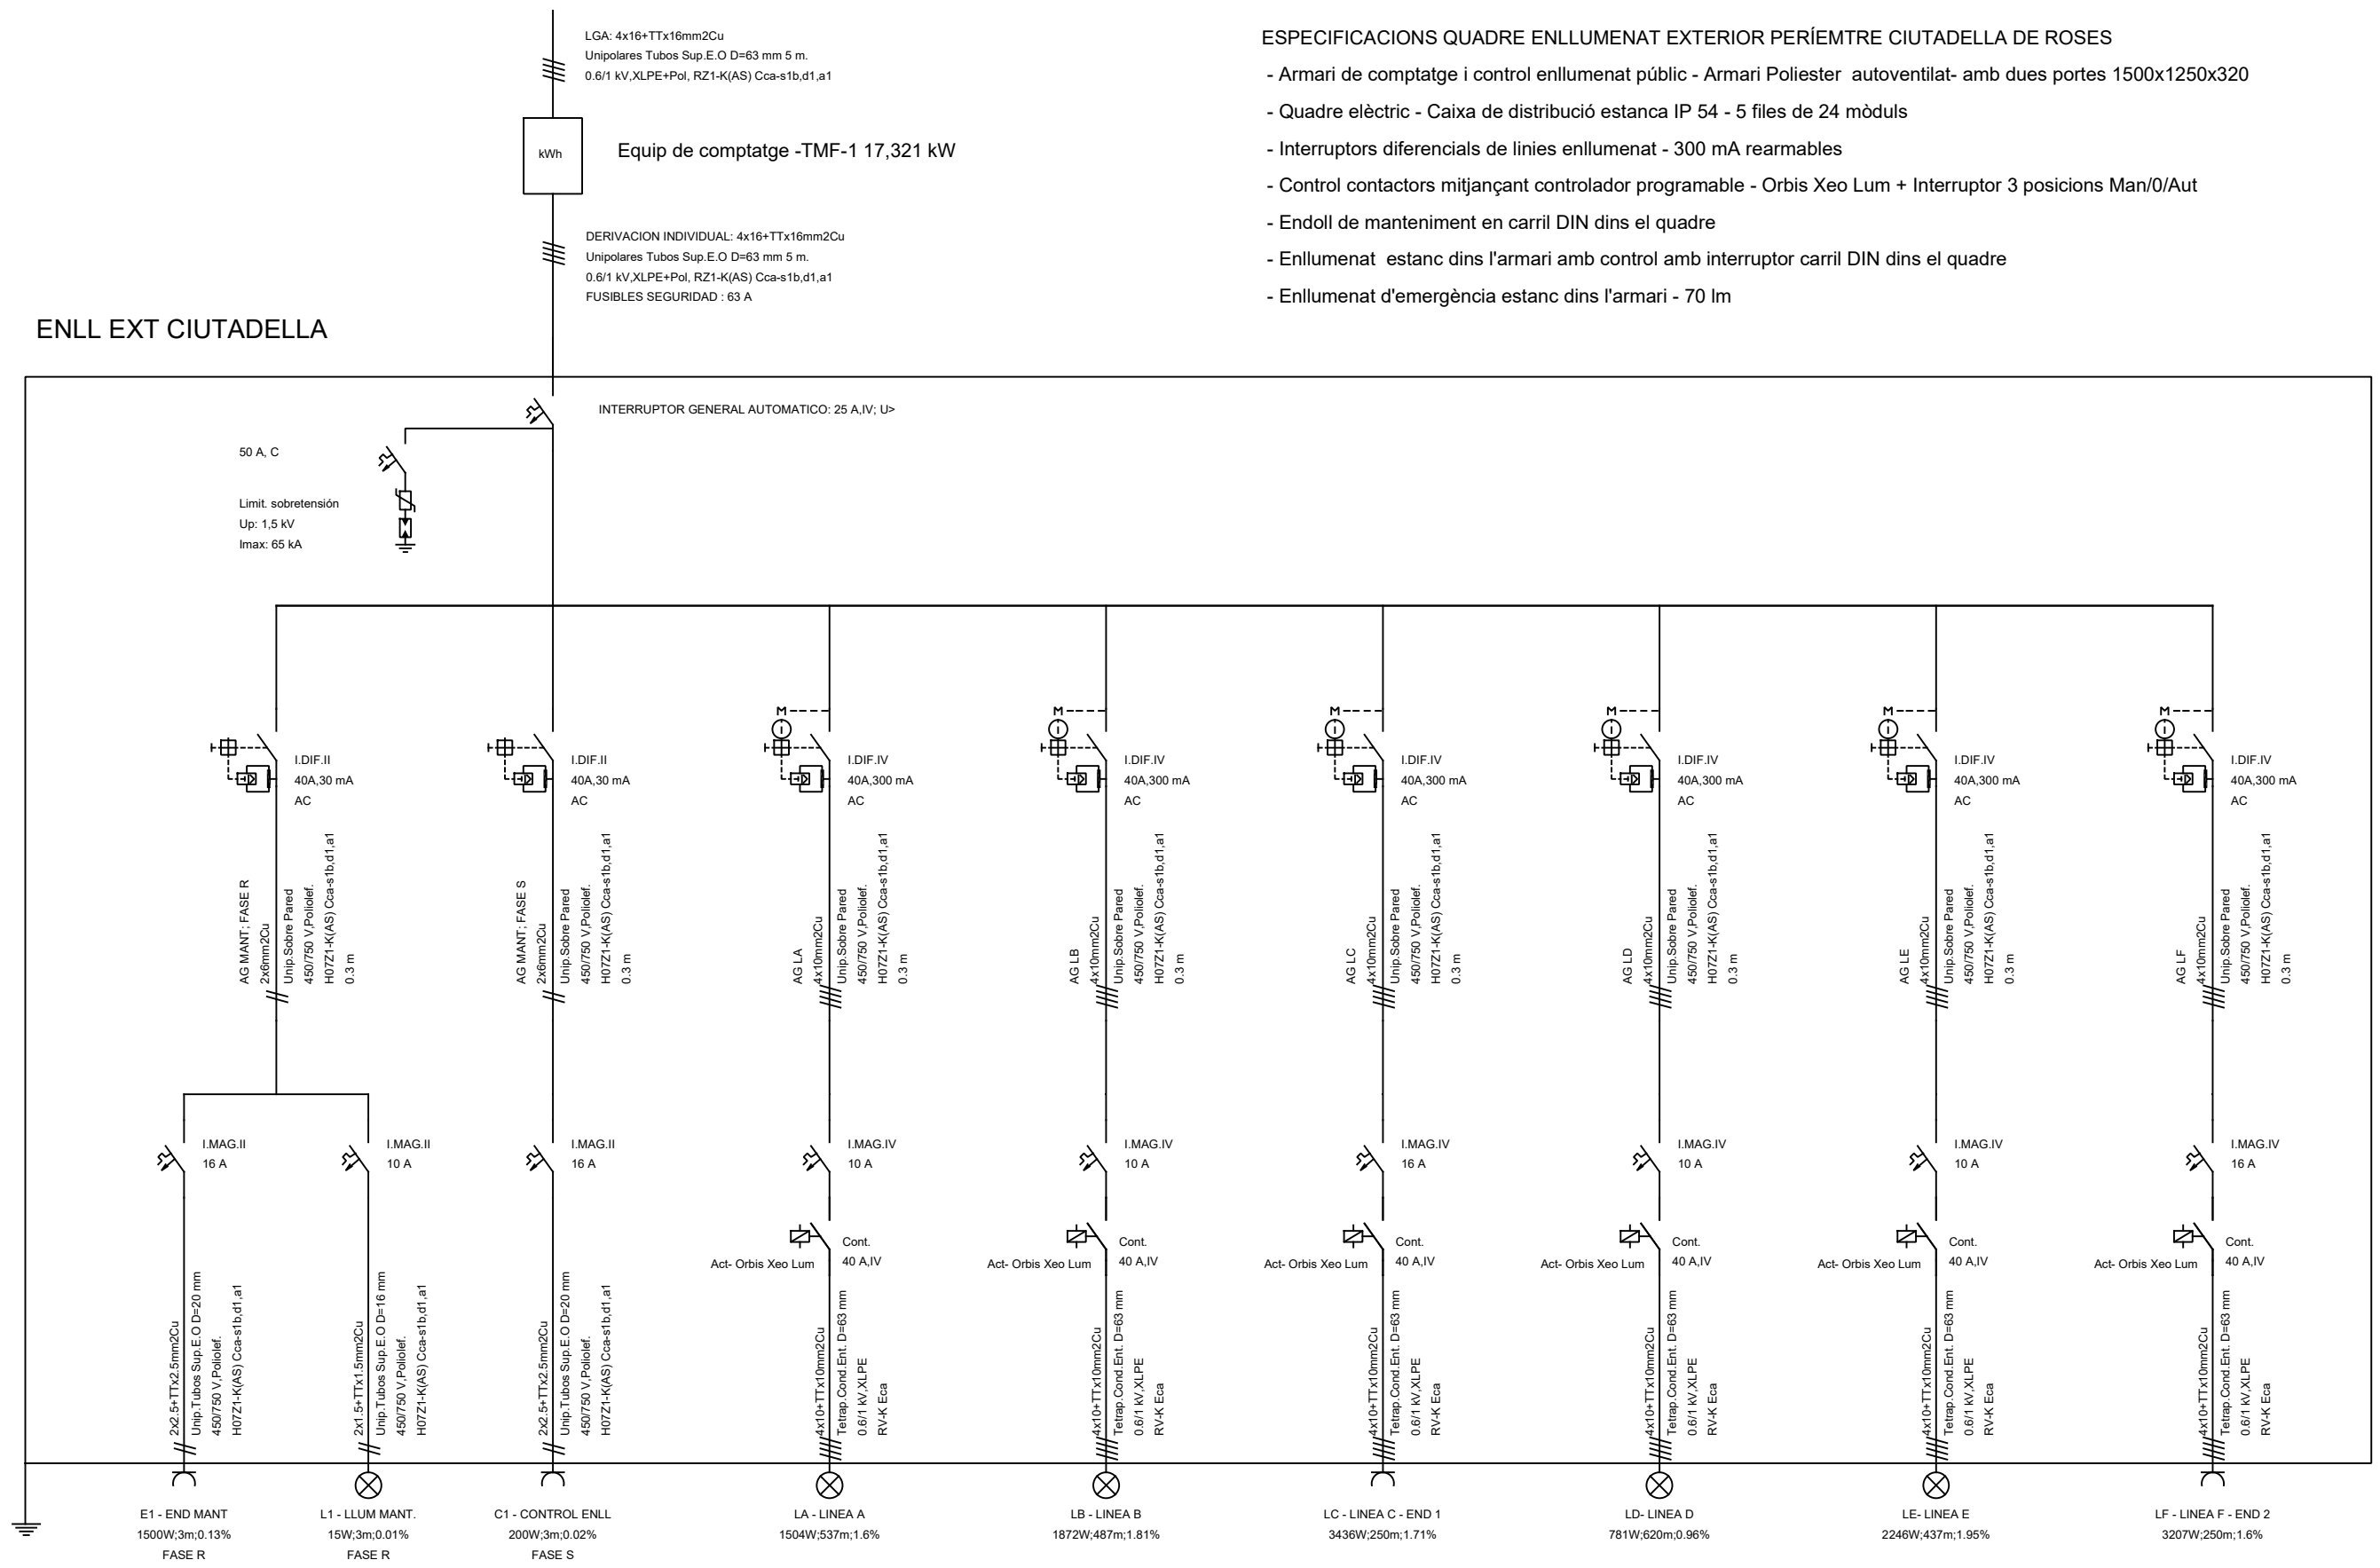 LGA: 4x16+TTx16mm2Cu
Unipolares Tubos Sup.E.O D=63 mm 5 m.
0.6/1 kV,XLPE+Pol, RZ1-K(AS) Cca-s1b,d1,a1
kWh
Equip de comptatge -TMF-1 17,321 kW
DERIVACION INDIVIDUAL: 4x16+TTx16mm2Cu
Unipolares Tubos Sup.E.O D=63 mm 5 m.
0.6/1 kV,XLPE+Pol, RZ1-K(AS) Cca-s1b,d1,a1
FUSIBLES SEGURIDAD : 63 A
ESPECIFICACIONS QUADRE ENLLUMENAT EXTERIOR PERÍEMTRE CIUTADELLA DE ROSES
- Armari de comptatge i control enllumenat públic - Armari Poliester autoventilat- amb dues portes 1500x1250x320
- Quadre elèctric - Caixa de distribució estanca IP 54 - 5 files de 24 mòduls
- Interruptors diferencials de linies enllumenat - 300 mA rearmables
- Control contactors mitjançant controlador programable - Orbis Xeo Lum + Interruptor 3 posicions Man/0/Aut
- Endoll de manteniment en carril DIN dins el quadre
- Enllumenat estanc dins l'armari amb control amb interruptor carril DIN dins el quadre
- Enllumenat d'emergència estanc dins l'armari - 70 lm
ENLL EXT CIUTADELLA
INTERRUPTOR GENERAL AUTOMATICO: 25 A,IV; U>
50 A, C
Limit. sobretensión
Up: 1,5 kV
Imax: 65 kA
I.DIF.II
40A,30 mA
AC
I.DIF.II
40A,30 mA
AC
M
I.DIF.IV
40A,300 mA
AC
M
I.DIF.IV
40A,300 mA
AC
M
I.DIF.IV
40A,300 mA
AC
M
I.DIF.IV
40A,300 mA
AC
M
I.DIF.IV
40A,300 mA
AC
M
I.DIF.IV
40A,300 mA
AC
AG MANT; FASE R
2x6mm2Cu
Unip.Sobre Pared
450/750 V,Poliolef.
H07Z1-K(AS) Cca-s1b,d1,a1
0.3 m
AG MANT; FASE S
2x6mm2Cu
Unip.Sobre Pared
450/750 V,Poliolef.
H07Z1-K(AS) Cca-s1b,d1,a1
0.3 m
AG LA
4x10mm2Cu
Unip.Sobre Pared
450/750 V,Poliolef.
H07Z1-K(AS) Cca-s1b,d1,a1
0.3 m
AG LB
4x10mm2Cu
Unip.Sobre Pared
450/750 V,Poliolef.
H07Z1-K(AS) Cca-s1b,d1,a1
0.3 m
AG LC
4x10mm2Cu
Unip.Sobre Pared
450/750 V,Poliolef.
H07Z1-K(AS) Cca-s1b,d1,a1
0.3 m
AG LD
4x10mm2Cu
Unip.Sobre Pared
450/750 V,Poliolef.
H07Z1-K(AS) Cca-s1b,d1,a1
0.3 m
AG LE
4x10mm2Cu
Unip.Sobre Pared
450/750 V,Poliolef.
H07Z1-K(AS) Cca-s1b,d1,a1
0.3 m
AG LF
4x10mm2Cu
Unip.Sobre Pared
450/750 V,Poliolef.
H07Z1-K(AS) Cca-s1b,d1,a1
0.3 m
I.MAG.II
16 A
I.MAG.II
10 A
I.MAG.II
16 A
I.MAG.IV
10 A
I.MAG.IV
10 A
I.MAG.IV
16 A
I.MAG.IV
10 A
I.MAG.IV
10 A
I.MAG.IV
16 A
Act- Orbis Xeo Lum
Cont.
40 A,IV
Act- Orbis Xeo Lum
Cont.
40 A,IV
Act- Orbis Xeo Lum
Cont.
40 A,IV
Act- Orbis Xeo Lum
Cont.
40 A,IV
Act- Orbis Xeo Lum
Cont.
40 A,IV
Act- Orbis Xeo Lum
Cont.
40 A,IV
2x2.5+TTx2.5mm2Cu
Unip.Tubos Sup.E.O D=20 mm
450/750 V,Poliolef.
H07Z1-K(AS) Cca-s1b,d1,a1
2x1.5+TTx1.5mm2Cu
Unip.Tubos Sup.E.O D=16 mm
450/750 V,Poliolef.
H07Z1-K(AS) Cca-s1b,d1,a1
2x2.5+TTx2.5mm2Cu
Unip.Tubos Sup.E.O D=20 mm
450/750 V,Poliolef.
H07Z1-K(AS) Cca-s1b,d1,a1
4x10+TTx10mm2Cu
Tetrap.Cond.Ent. D=63 mm
0.6/1 kV,XLPE
RV-K Eca
4x10+TTx10mm2Cu
Tetrap.Cond.Ent. D=63 mm
0.6/1 kV,XLPE
RV-K Eca
4x10+TTx10mm2Cu
Tetrap.Cond.Ent. D=63 mm
0.6/1 kV,XLPE
RV-K Eca
4x10+TTx10mm2Cu
Tetrap.Cond.Ent. D=63 mm
0.6/1 kV,XLPE
RV-K Eca
4x10+TTx10mm2Cu
Tetrap.Cond.Ent. D=63 mm
0.6/1 kV,XLPE
RV-K Eca
4x10+TTx10mm2Cu
Tetrap.Cond.Ent. D=63 mm
0.6/1 kV,XLPE
RV-K Eca
E1 - END MANT
1500W;3m;0.13%
FASE R
L1 - LLUM MANT.
15W;3m;0.01%
FASE R
C1 - CONTROL ENLL
200W;3m;0.02%
FASE S
LA - LINEA A
1504W;537m;1.6%
LB - LINEA B
1872W;487m;1.81%
LC - LINEA C - END 1
3436W;250m;1.71%
LD- LINEA D
781W;620m;0.96%
LE- LINEA E
2246W;437m;1.95%
LF - LINEA F - END 2
3207W;250m;1.6%